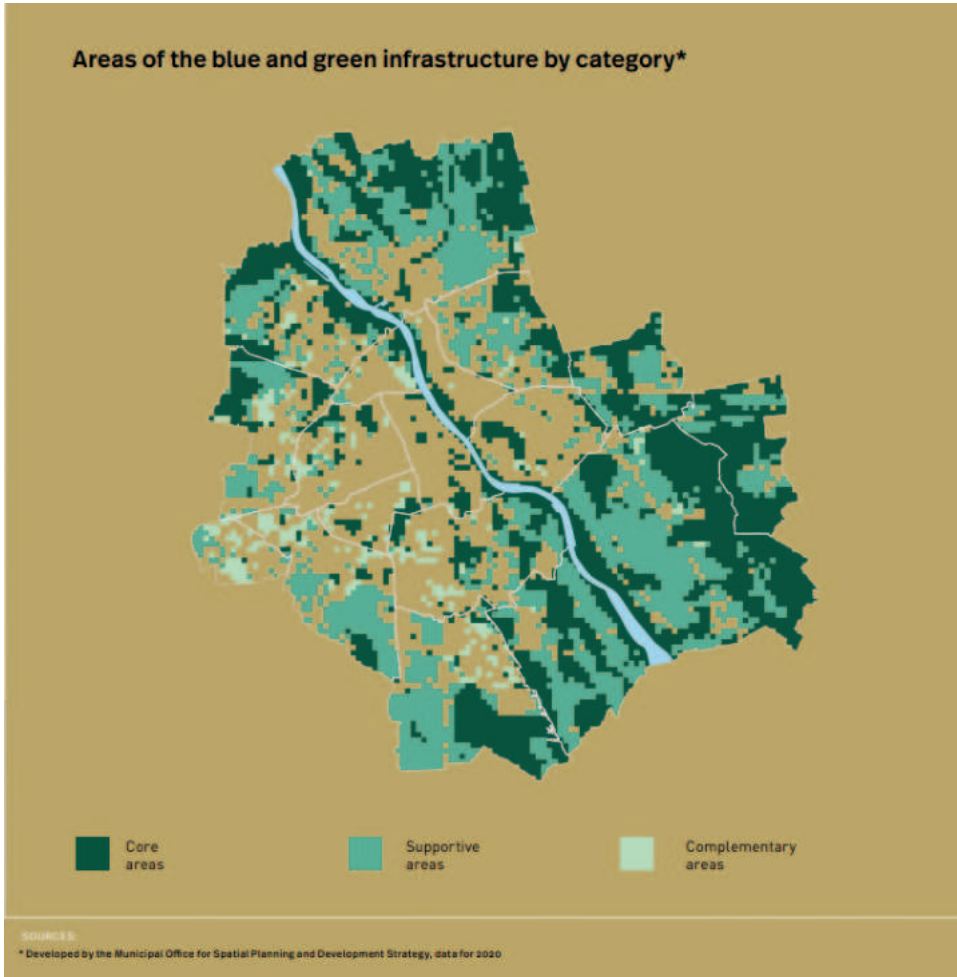 Areas of the blue and green infrastructure by category*
Core
areas
Supportive
areas
Complementary
areas
SOURCES:
* Developed by the Municipal Office for Spatial Planning and Development Strategy, data for 2020